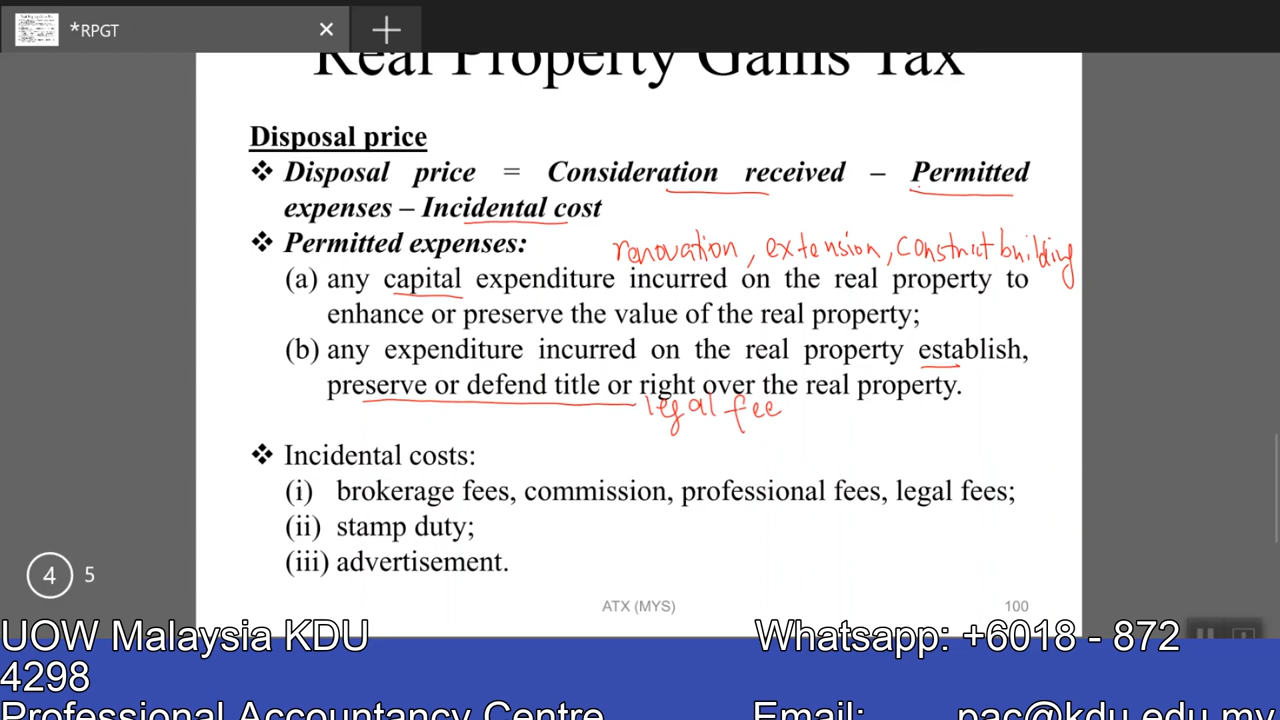 *RPGT
Real Property Gains Tax
Disposal price
❖ Disposal price = Consideration received – Permitted
expenses – Incidental cost
❖ Permitted expenses:
renovation, extension, construct building
(a) any capital expenditure incurred on the real property to
enhance or preserve the value of the real property;
(b) any expenditure incurred on the real property establish,
preserve or defend title or right over the real property.
legal fee
❖ Incidental costs:
(i) brokerage fees, commission, professional fees, legal fees;
(ii) stamp duty;
(iii) advertisement.
4 5
ATX (MYS) 100
UOW Malaysia KDU Whatsapp: +6018 - 872
4298
Professional Accountancy Centre Email: pac@kdu.edu.my